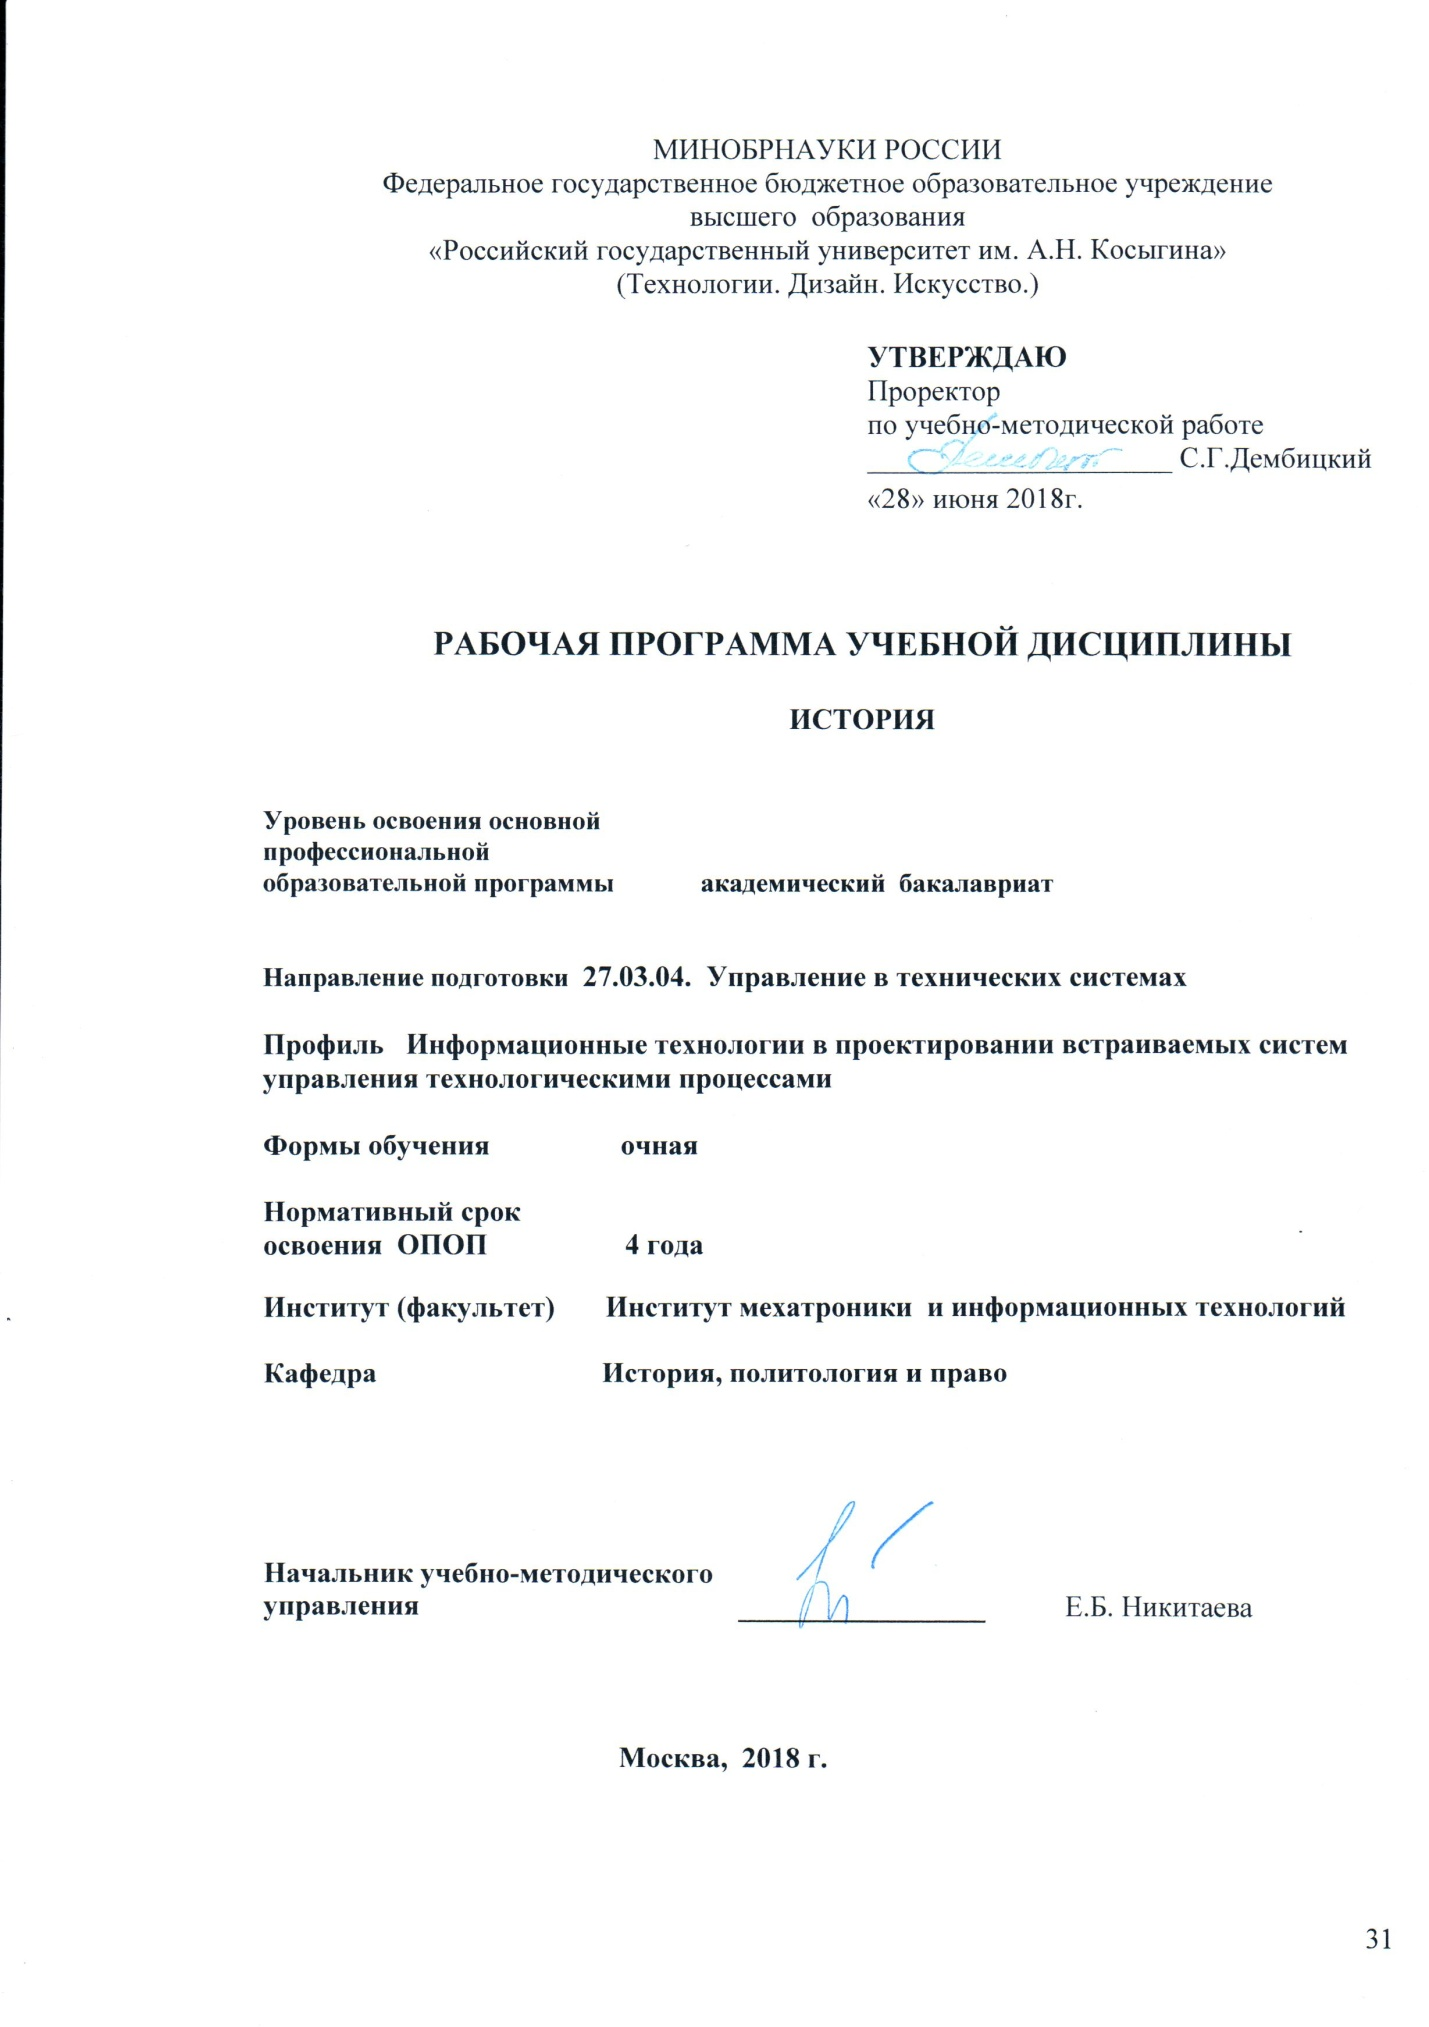 МИНОБРНАУКИ РОССИИ
Федеральное государственное бюджетное образовательное учреждение
высшего образования
«Российский государственный университет им. А.Н. Косыгина»
(Технологии. Дизайн. Искусство.)
УТВЕРЖДАЮ
Проректор
по учебно-методической работе
С.Г.Дембицкий
«28» июня 2018г.
РАБОЧАЯ ПРОГРАММА УЧЕБНОЙ ДИСЦИПЛИНЫ
ИСТОРИЯ
Уровень освоения основной
профессиональной
образовательной программы академический бакалавриат
Направление подготовки 27.03.04. Управление в технических системах
Профиль Информационные технологии в проектировании встраиваемых систем
управления технологическими процессами
Формы обучения очная
Нормативный срок
освоения ОПОП 4 года
Институт (факультет) Институт мехатроники и информационных технологий
Кафедра История, политология и право
Начальник учебно-методического
управления Е.Б. Никитаева
Москва, 2018 г.
31